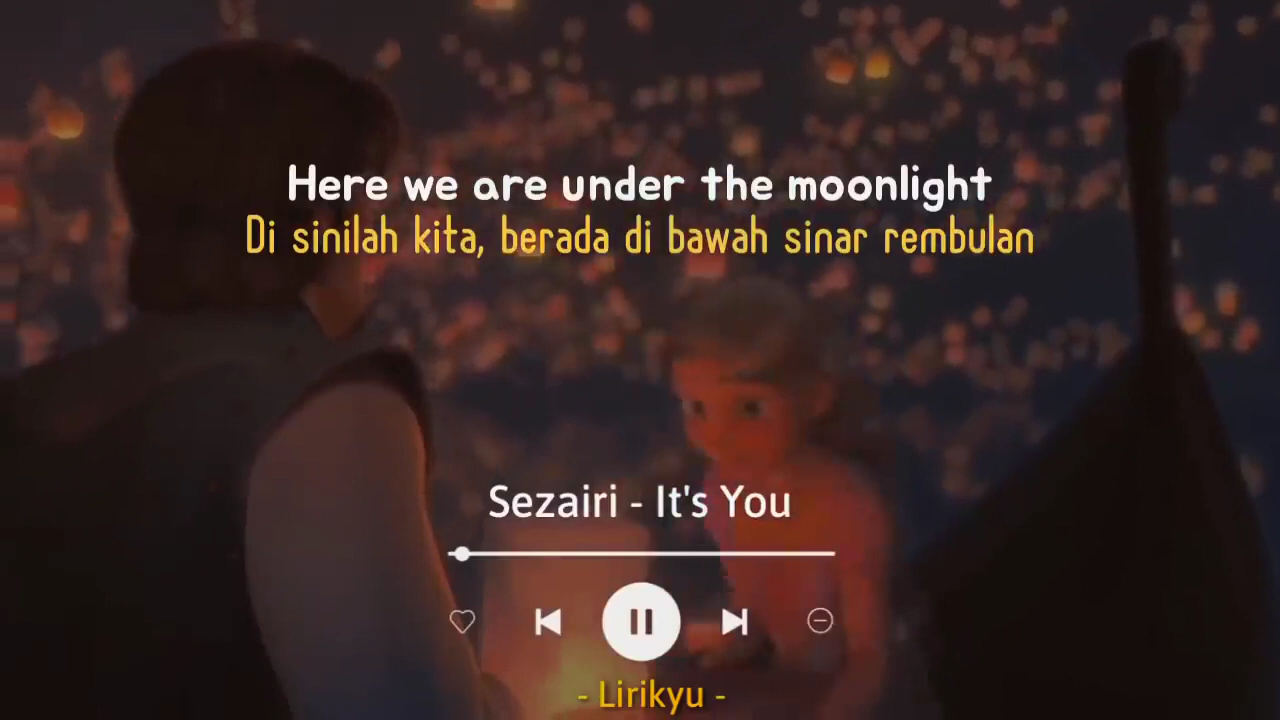 Here we are under the moonlight
Di sinilah kita, berada di bawah sinar rembulan
Sezairi - It's You
- Lirikyu -